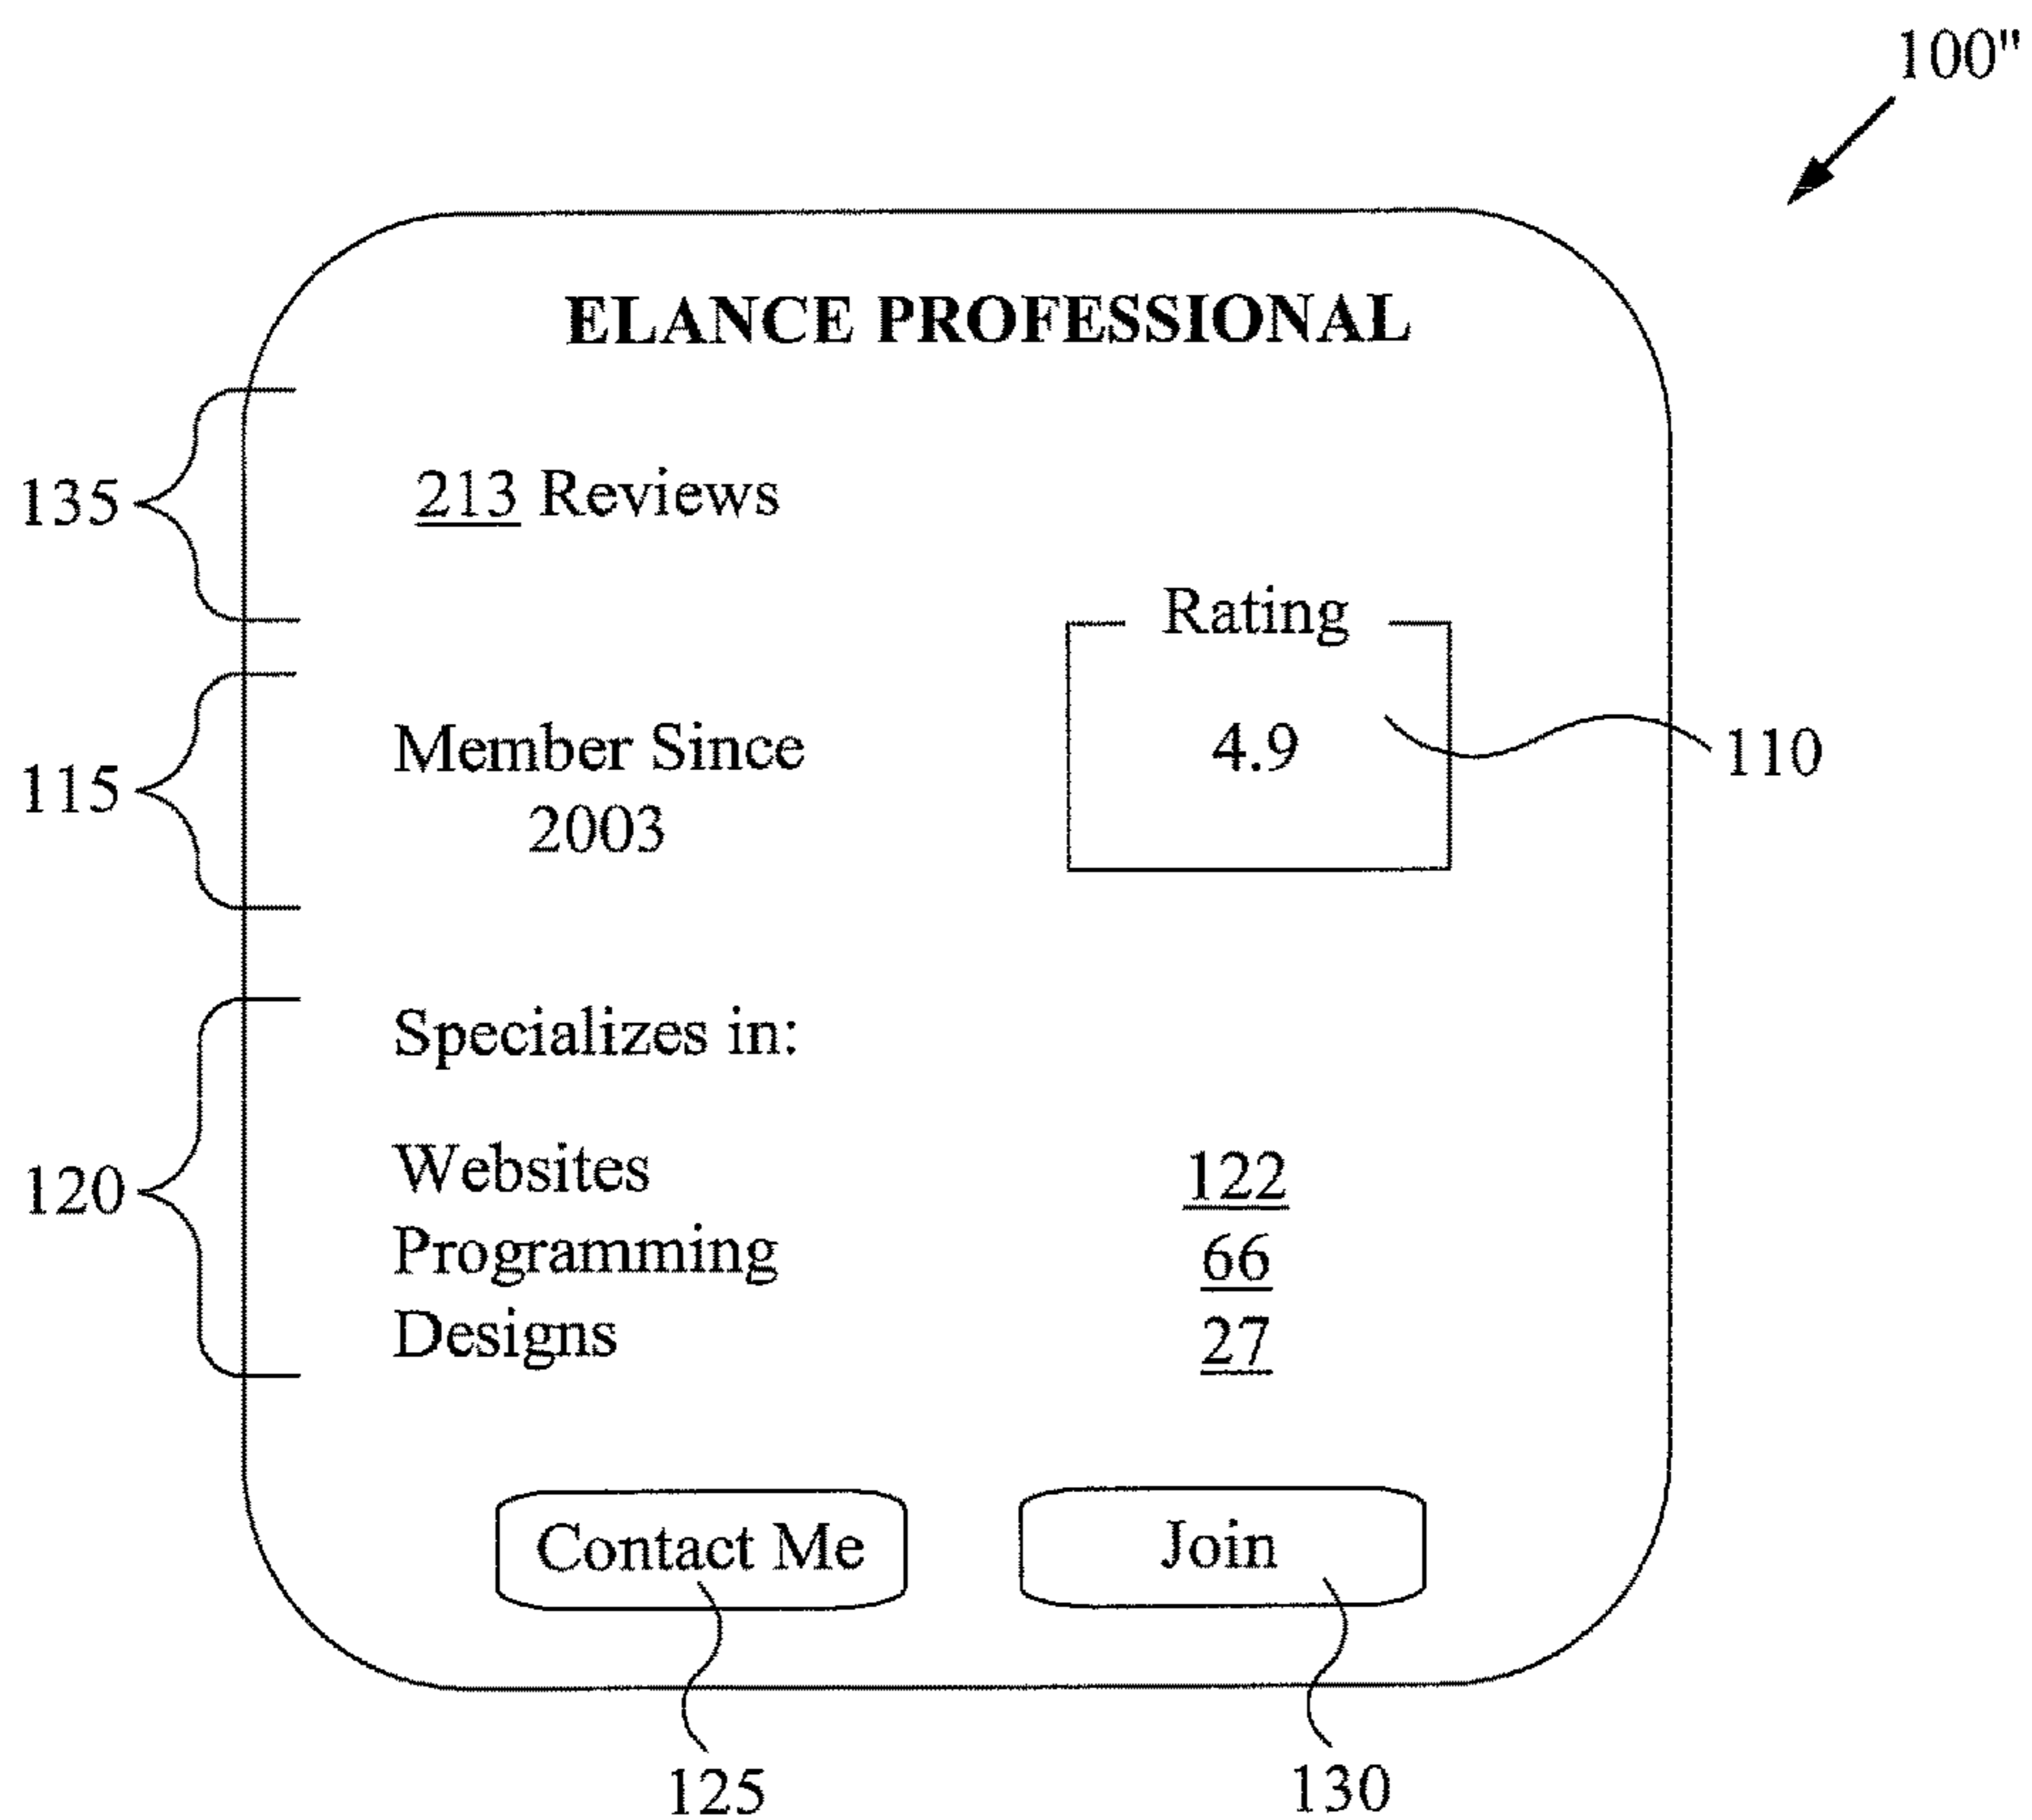 100"
ELANCE PROFESSIONAL
135
213 Reviews
Rating
115
Member Since
2003
4.9
110
120
Specializes in:
Websites 122
Programming 66
Designs 27
Contact Me
Join
125
130